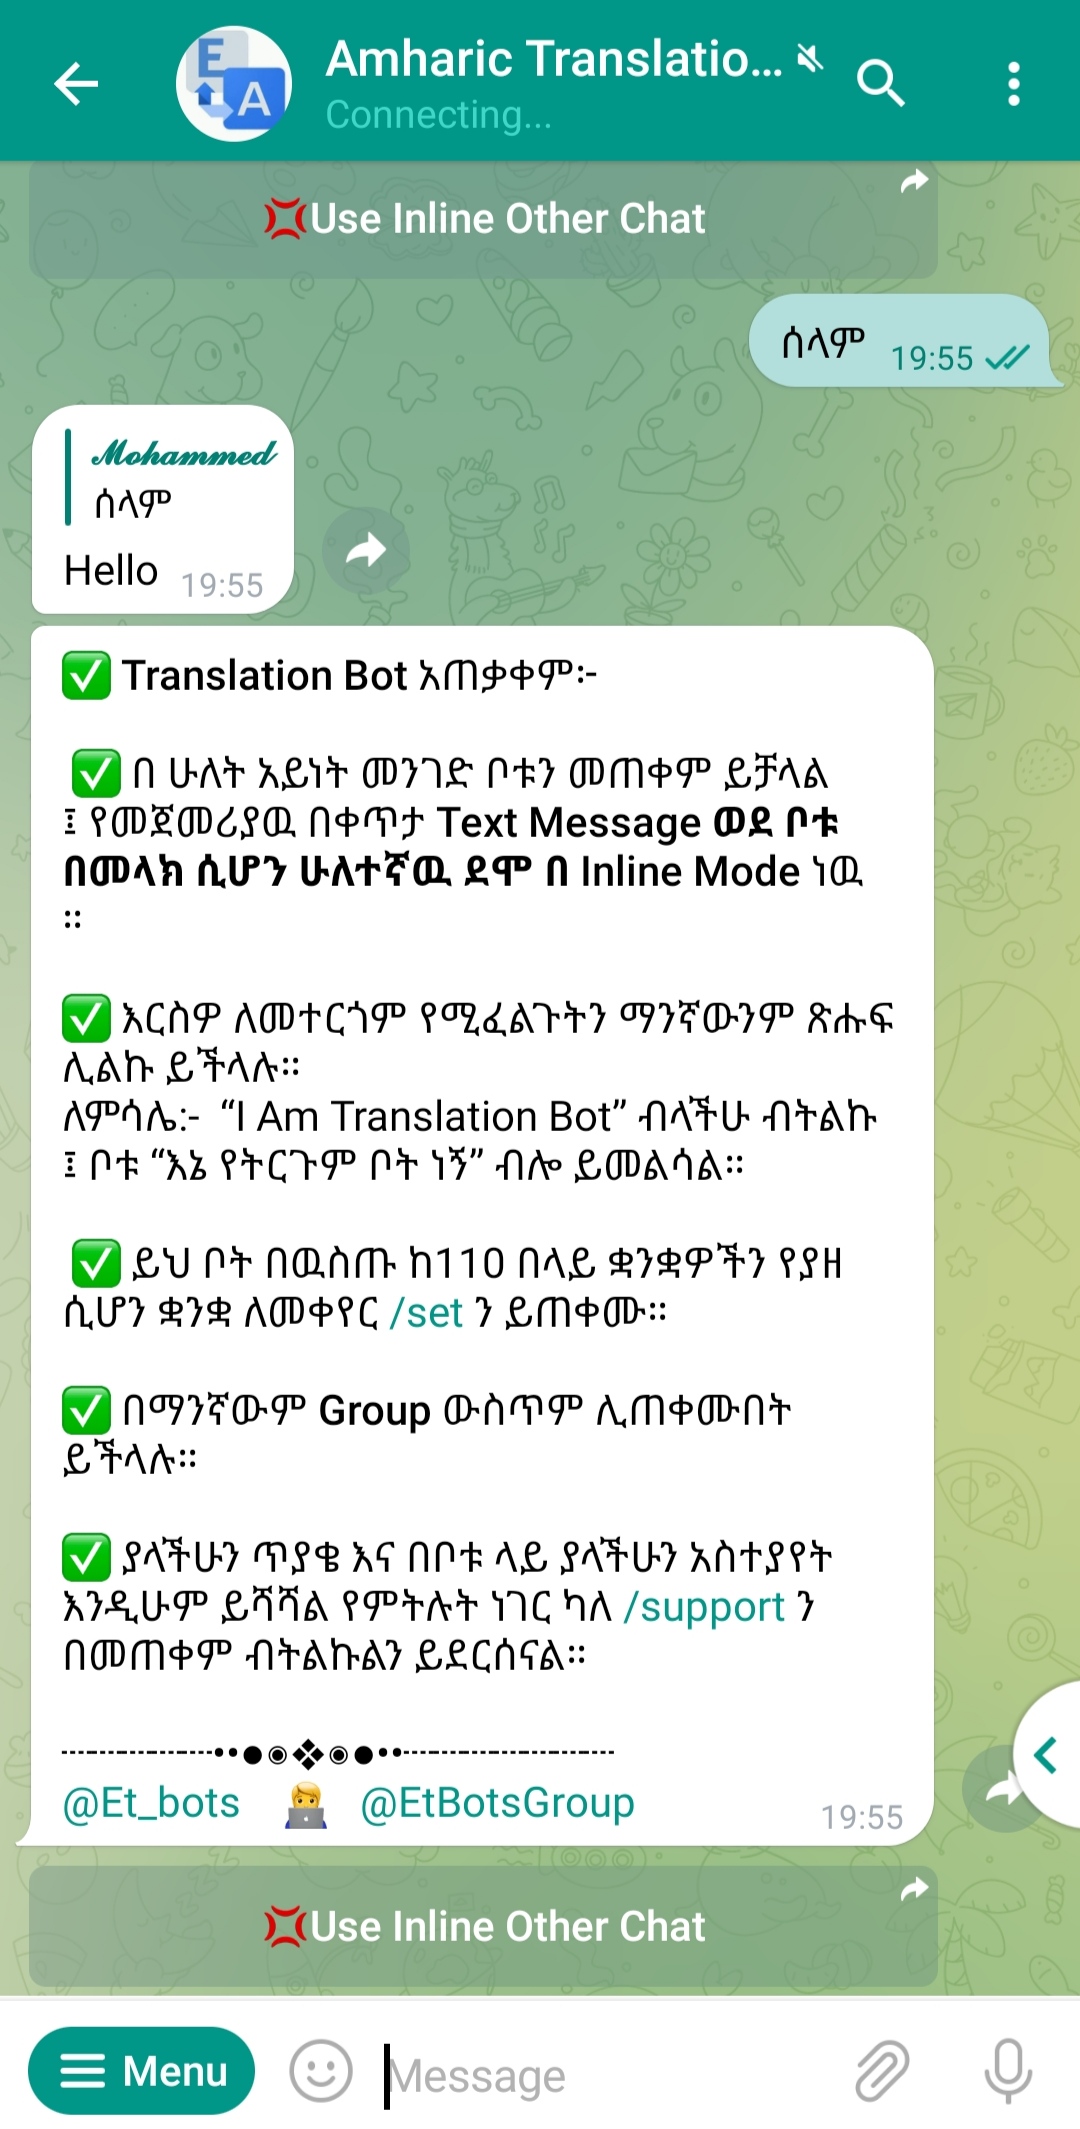 Amharic Translatio...
Connecting...
💢Use Inline Other Chat
ሰላም 19:55
Mohammed
ሰላም
Hello 19:55
✅ Translation Bot አጠቃቀም፦
✅ በ ሁለት አይነት መንገድ ቦቱን መጠቀም ይቻላል
፤ የመጀመሪያዉ በቀጥታ Text Message ወደ ቦቱ
በመላክ ሲሆን ሁለተኛዉ ደሞ በ Inline Mode ነዉ
።
✅ እርስዎ ለመተርጎም የሚፈልጉትን ማንኛውንም ጽሑፍ
ሊልኩ ይችላሉ።
ለምሳሌ:- “I Am Translation Bot” ብላችሁ ብትልኩ
፤ ቦቱ “እኔ የትርጉም ቦት ነኝ” ብሎ ይመልሳል።
✅ ይህ ቦት በዉስጡ ከ110 በላይ ቋንቋዎችን የያዘ
ሲሆን ቋንቋ ለመቀየር /set ን ይጠቀሙ።
✅ በማንኛውም Group ውስጥም ሊጠቀሙበት
ይችላሉ።
✅ ያላችሁን ጥያቄ እና በቦቱ ላይ ያላችሁን አስተያየት
እንዲሁም ይሻሻል የምትሉት ነገር ካለ /support ን
በመጠቀም ብትልኩልን ይደርሰናል።
@Et_bots 👨‍💻 @EtBotsGroup 19:55
💢Use Inline Other Chat
Menu Message